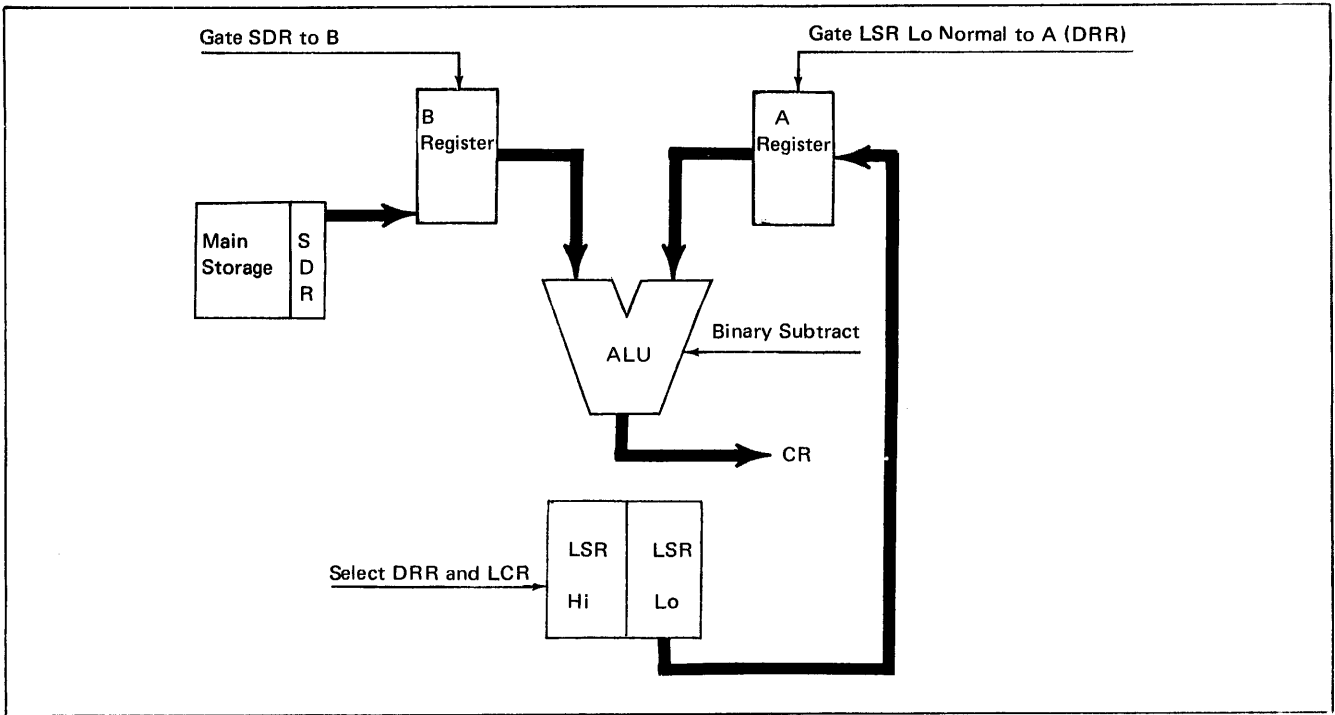 Gate SDR to B
Gate LSR Lo Normal to A (DRR)
B
Register
A
Register
Main
Storage
S
D
R
ALU
Binary Subtract
CR
Select DRR and LCR
LSR
Hi
LSR
Lo